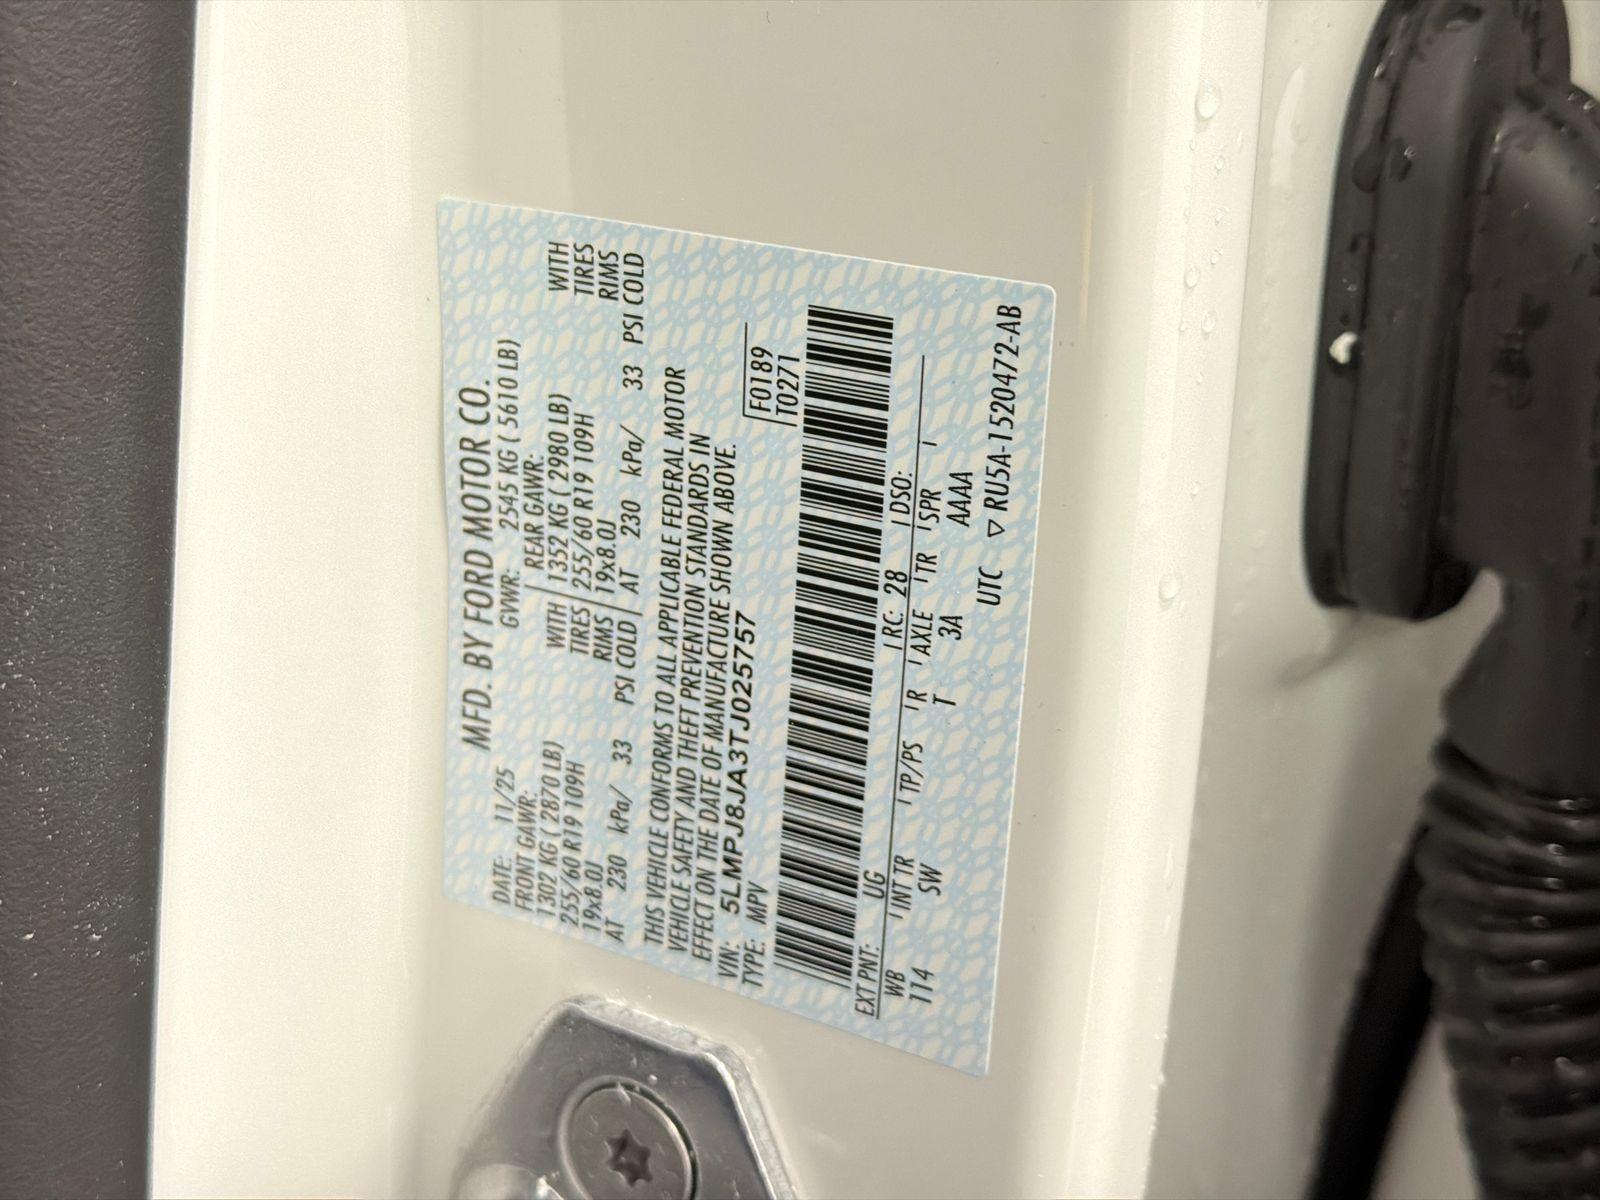 MFD. BY FORD MOTOR CO.
DATE: 11/25 GVWR: 2545 KG ( 5610 LB)
FRONT GAWR: REAR GAWR:
1302 KG ( 2870 LB) WITH 1352 KG ( 2980 LB) WITH
255/60 R19 109H TIRES 255/60 R19 109H TIRES
19x8.0J RIMS 19x8.0J RIMS
AT 230 kPa/ 33 PSI COLD AT 230 kPa/ 33 PSI COLD
THIS VEHICLE CONFORMS TO ALL APPLICABLE FEDERAL MOTOR
VEHICLE SAFETY AND THEFT PREVENTION STANDARDS IN
EFFECT ON THE DATE OF MANUFACTURE SHOWN ABOVE.
VIN: 5LMPJ8JA3TJ025757 F0189
TYPE: MPV T0271
EXT PNT: UG RC: 28 DSO:
WB INT TR TP/PS R AXLE TR SPR
114 SW T 3A AAAA
UTC ▽ RU5A-1520472-AB